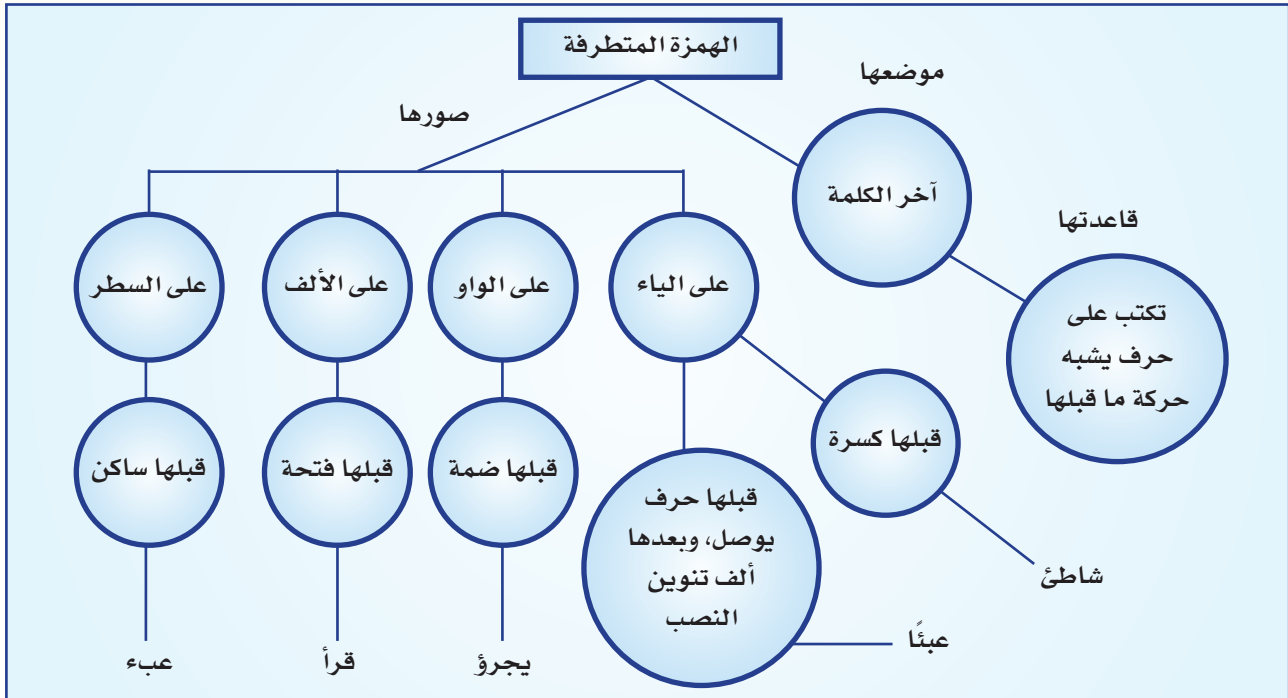 الهمزة المتطرفة
موضعها
آخر الكلمة
قاعدتها
تكتب على
حرف يشبه
حركة ما قبلها
صورها
على الياء
على الواو
على الألف
على السطر
قبلها كسرة
قبلها حرف
يوصل، وبعدها
ألف تنوين
النصب
قبلها ضمة
قبلها فتحة
قبلها ساكن
شاطئ
عبئًا
يجرؤ
قرأ
عبء